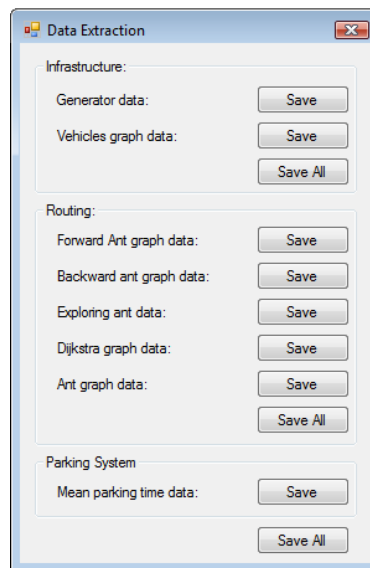 Data Extraction
Infrastructure:
Generator data: Save
Vehicles graph data: Save
Save All
Routing:
Forward Ant graph data: Save
Backward ant graph data: Save
Exploring ant data: Save
Dijkstra graph data: Save
Ant graph data: Save
Save All
Parking System
Mean parking time data: Save
Save All